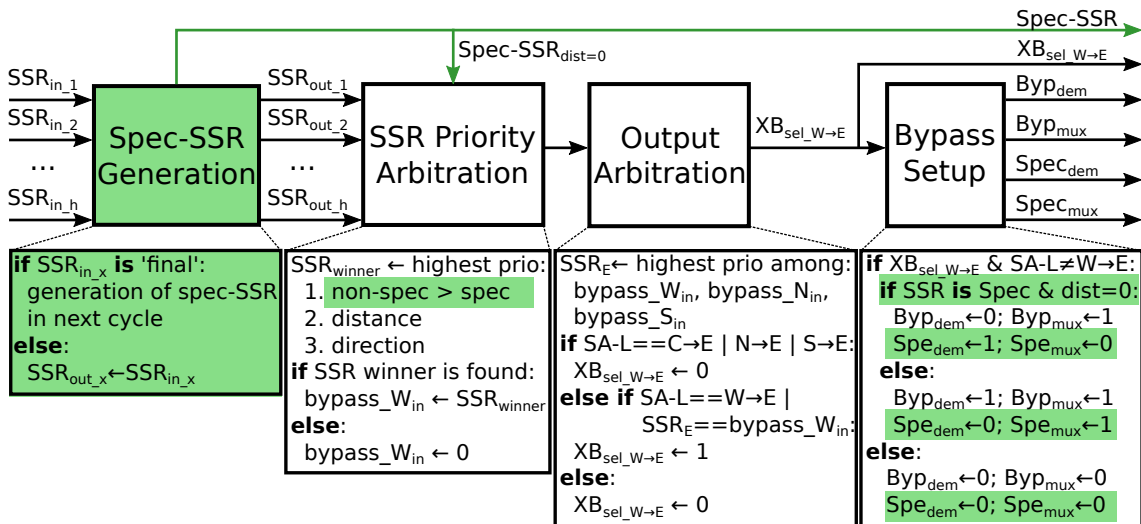 Spec-SSR
Spec-SSR_dist=0
XB_sel_W→E
SSR_in_1
SSR_in_2
...
SSR_in_h
Spec-SSR
Generation
SSR_out_1
SSR_out_2
...
SSR_out_h
SSR Priority
Arbitration
Output
Arbitration
XB_sel_W→E
Bypass
Setup
Byp_dem
Byp_mux
Spec_dem
Spec_mux
if SSR_in_x is 'final':
generation of spec-SSR
in next cycle
else:
SSR_out_x←SSR_in_x
SSR_winner ← highest prio:
1. non-spec > spec
2. distance
3. direction
if SSR winner is found:
bypass_W_in ← SSR_winner
else:
bypass_W_in ← 0
SSR_E← highest prio among:
bypass_W_in, bypass_N_in,
bypass_S_in
if SA-L==C→E | N→E | S→E:
XB_sel_W→E ← 0
else if SA-L==W→E |
SSR_E==bypass_W_in:
XB_sel_W→E ← 1
else:
XB_sel_W→E ← 0
if XB_sel_W→E & SA-L≠W→E:
if SSR is Spec & dist=0:
Byp_dem←0; Byp_mux←1
Spe_dem←1; Spe_mux←0
else:
Byp_dem←1; Byp_mux←1
Spe_dem←0; Spe_mux←1
else:
Byp_dem←0; Byp_mux←0
Spe_dem←0; Spe_mux←0